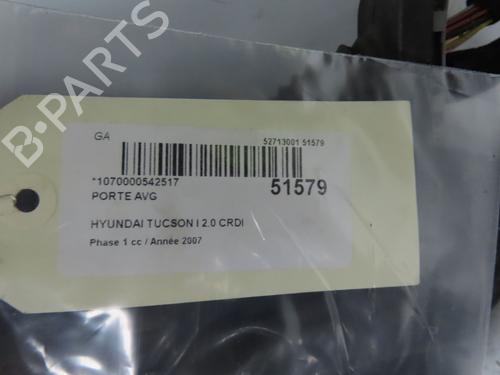 B-PARTS
GA
52713001 51579
*1070000542517
51579
PORTE AVG
HYUNDAI TUCSON I 2.0 CRDI
Phase 1 cc / Année 2007